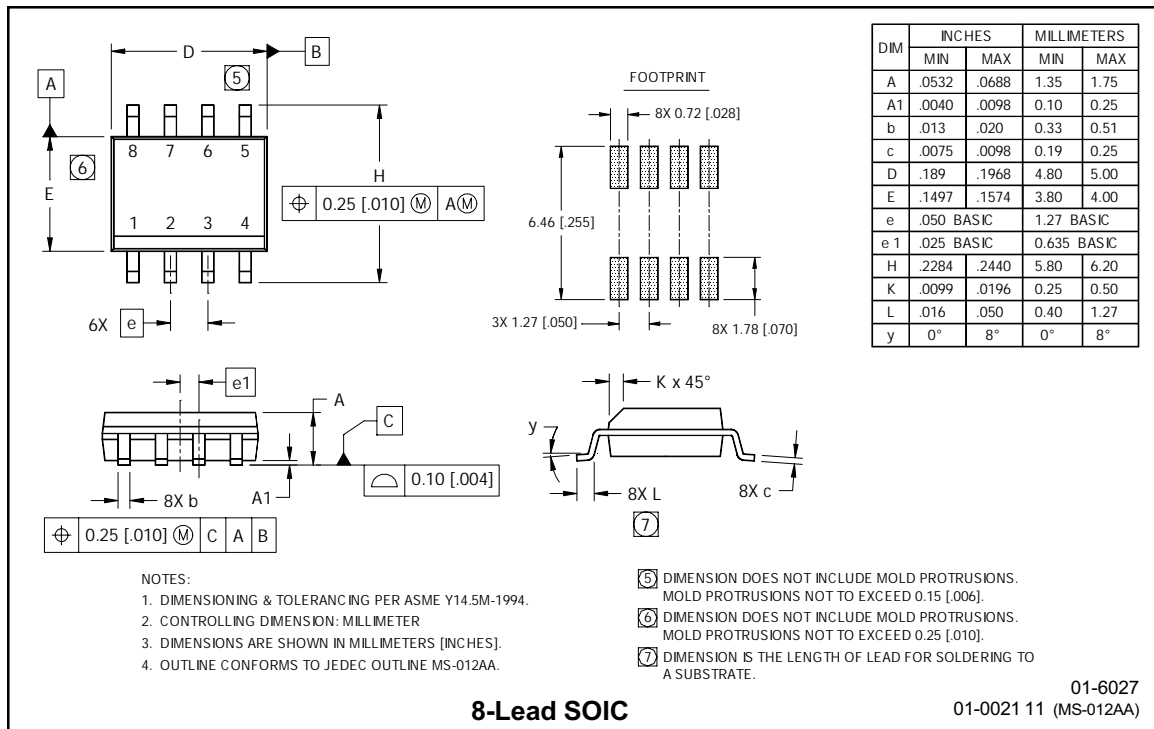 D
B
A
5
8 7 6 5
6
E
H
⌖ 0.25 [.010] Ⓜ A Ⓜ
1 2 3 4
6X e
FOOTPRINT
8X 0.72 [.028]
6.46 [.255]
3X 1.27 [.050]
8X 1.78 [.070]
DIM INCHES MILLIMETERS
MIN MAX MIN MAX
A .0532 .0688 1.35 1.75
A1 .0040 .0098 0.10 0.25
b .013 .020 0.33 0.51
c .0075 .0098 0.19 0.25
D .189 .1968 4.80 5.00
E .1497 .1574 3.80 4.00
e .050 BASIC 1.27 BASIC
e 1 .025 BASIC 0.635 BASIC
H .2284 .2440 5.80 6.20
K .0099 .0196 0.25 0.50
L .016 .050 0.40 1.27
y 0° 8° 0° 8°
e1
A
C
0.10 [.004]
8X b
A1
⌖ 0.25 [.010] Ⓜ C A B
K x 45°
y
8X L
8X c
7
NOTES:
1. DIMENSIONING & TOLERANCING PER ASME Y14.5M-1994.
2. CONTROLLING DIMENSION: MILLIMETER
3. DIMENSIONS ARE SHOWN IN MILLIMETERS [INCHES].
4. OUTLINE CONFORMS TO JEDEC OUTLINE MS-012AA.
5 DIMENSION DOES NOT INCLUDE MOLD PROTRUSIONS.
MOLD PROTRUSIONS NOT TO EXCEED 0.15 [.006].
6 DIMENSION DOES NOT INCLUDE MOLD PROTRUSIONS.
MOLD PROTRUSIONS NOT TO EXCEED 0.25 [.010].
7 DIMENSION IS THE LENGTH OF LEAD FOR SOLDERING TO
A SUBSTRATE.
8-Lead SOIC
01-6027
01-0021 11 (MS-012AA)